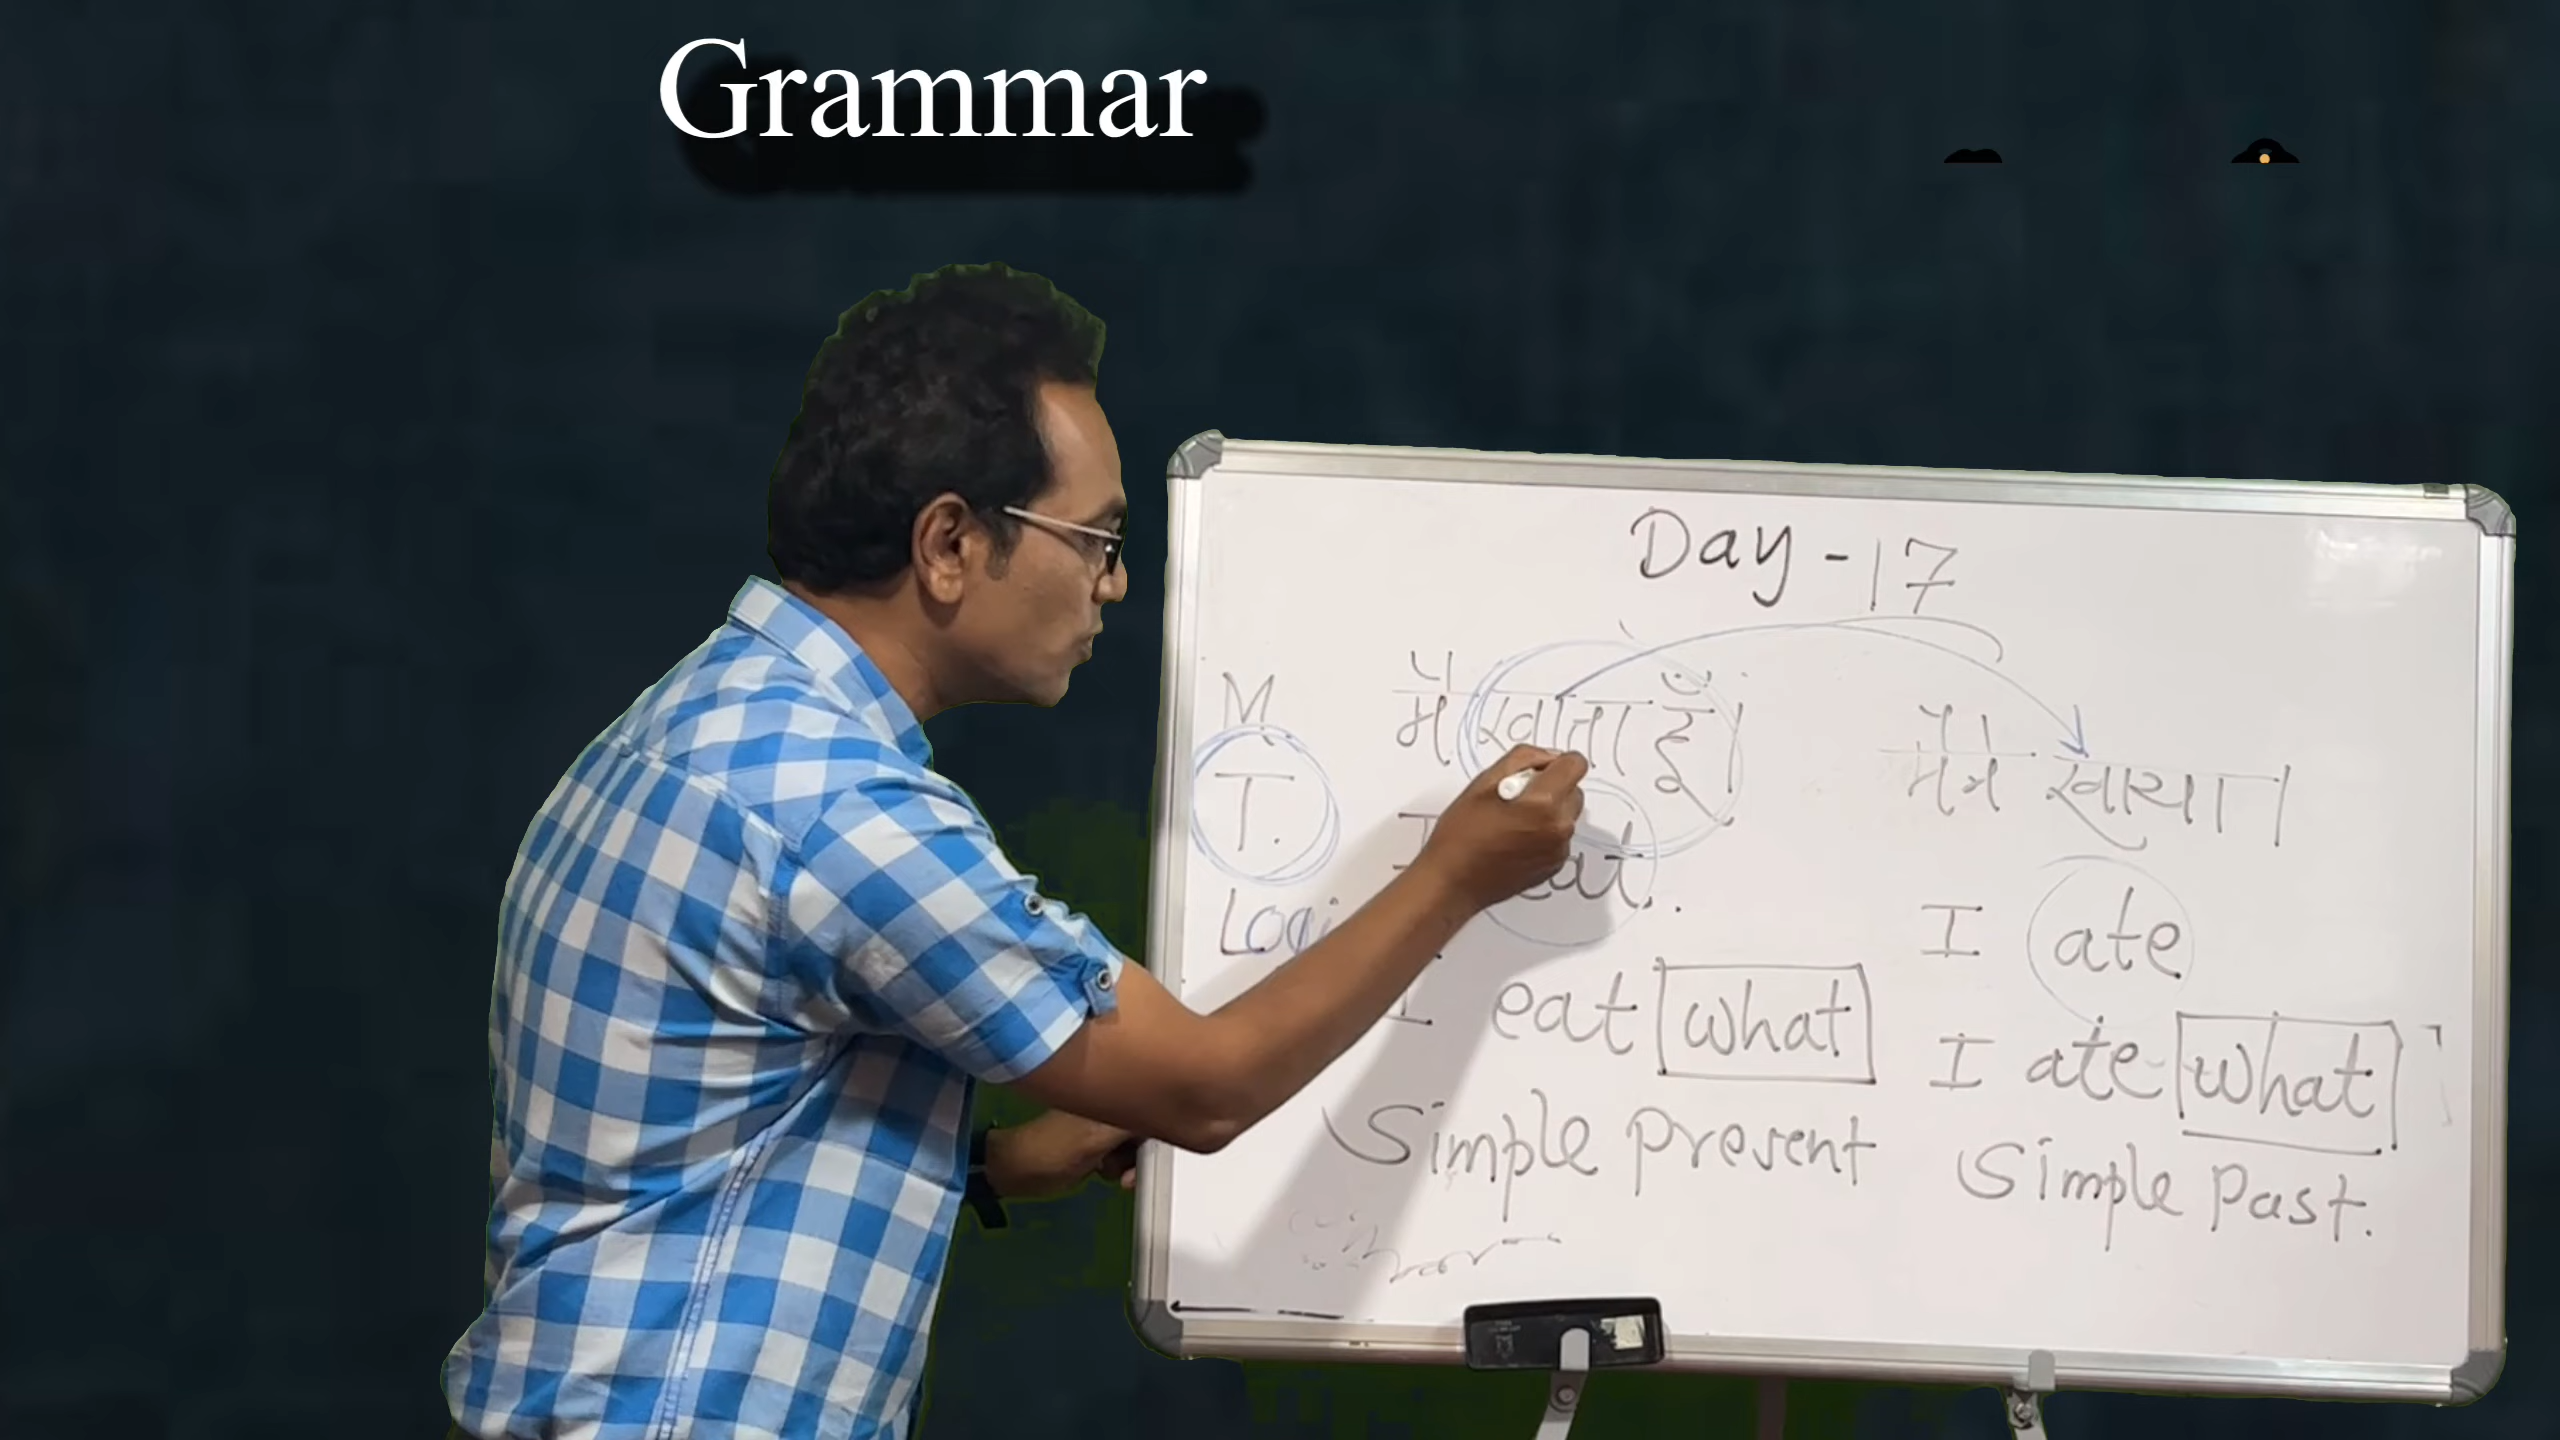 Grammar
Day - 17
M
T.
मैं खाता हूँ।
मैंने खाया।
eat.
I ate
I eat what
I ate what
Simple present
Simple Past.